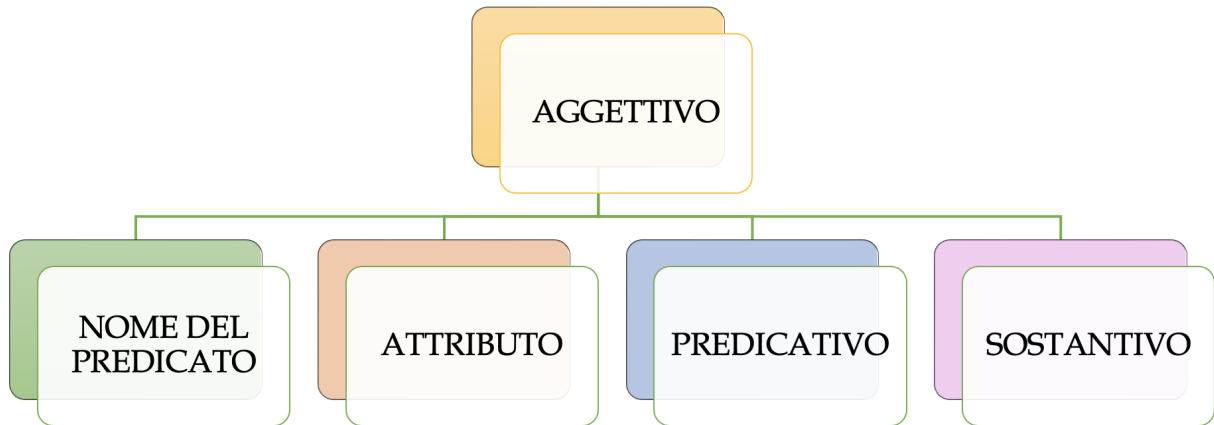 AGGETTIVO
NOME DEL
PREDICATO
ATTRIBUTO
PREDICATIVO
SOSTANTIVO